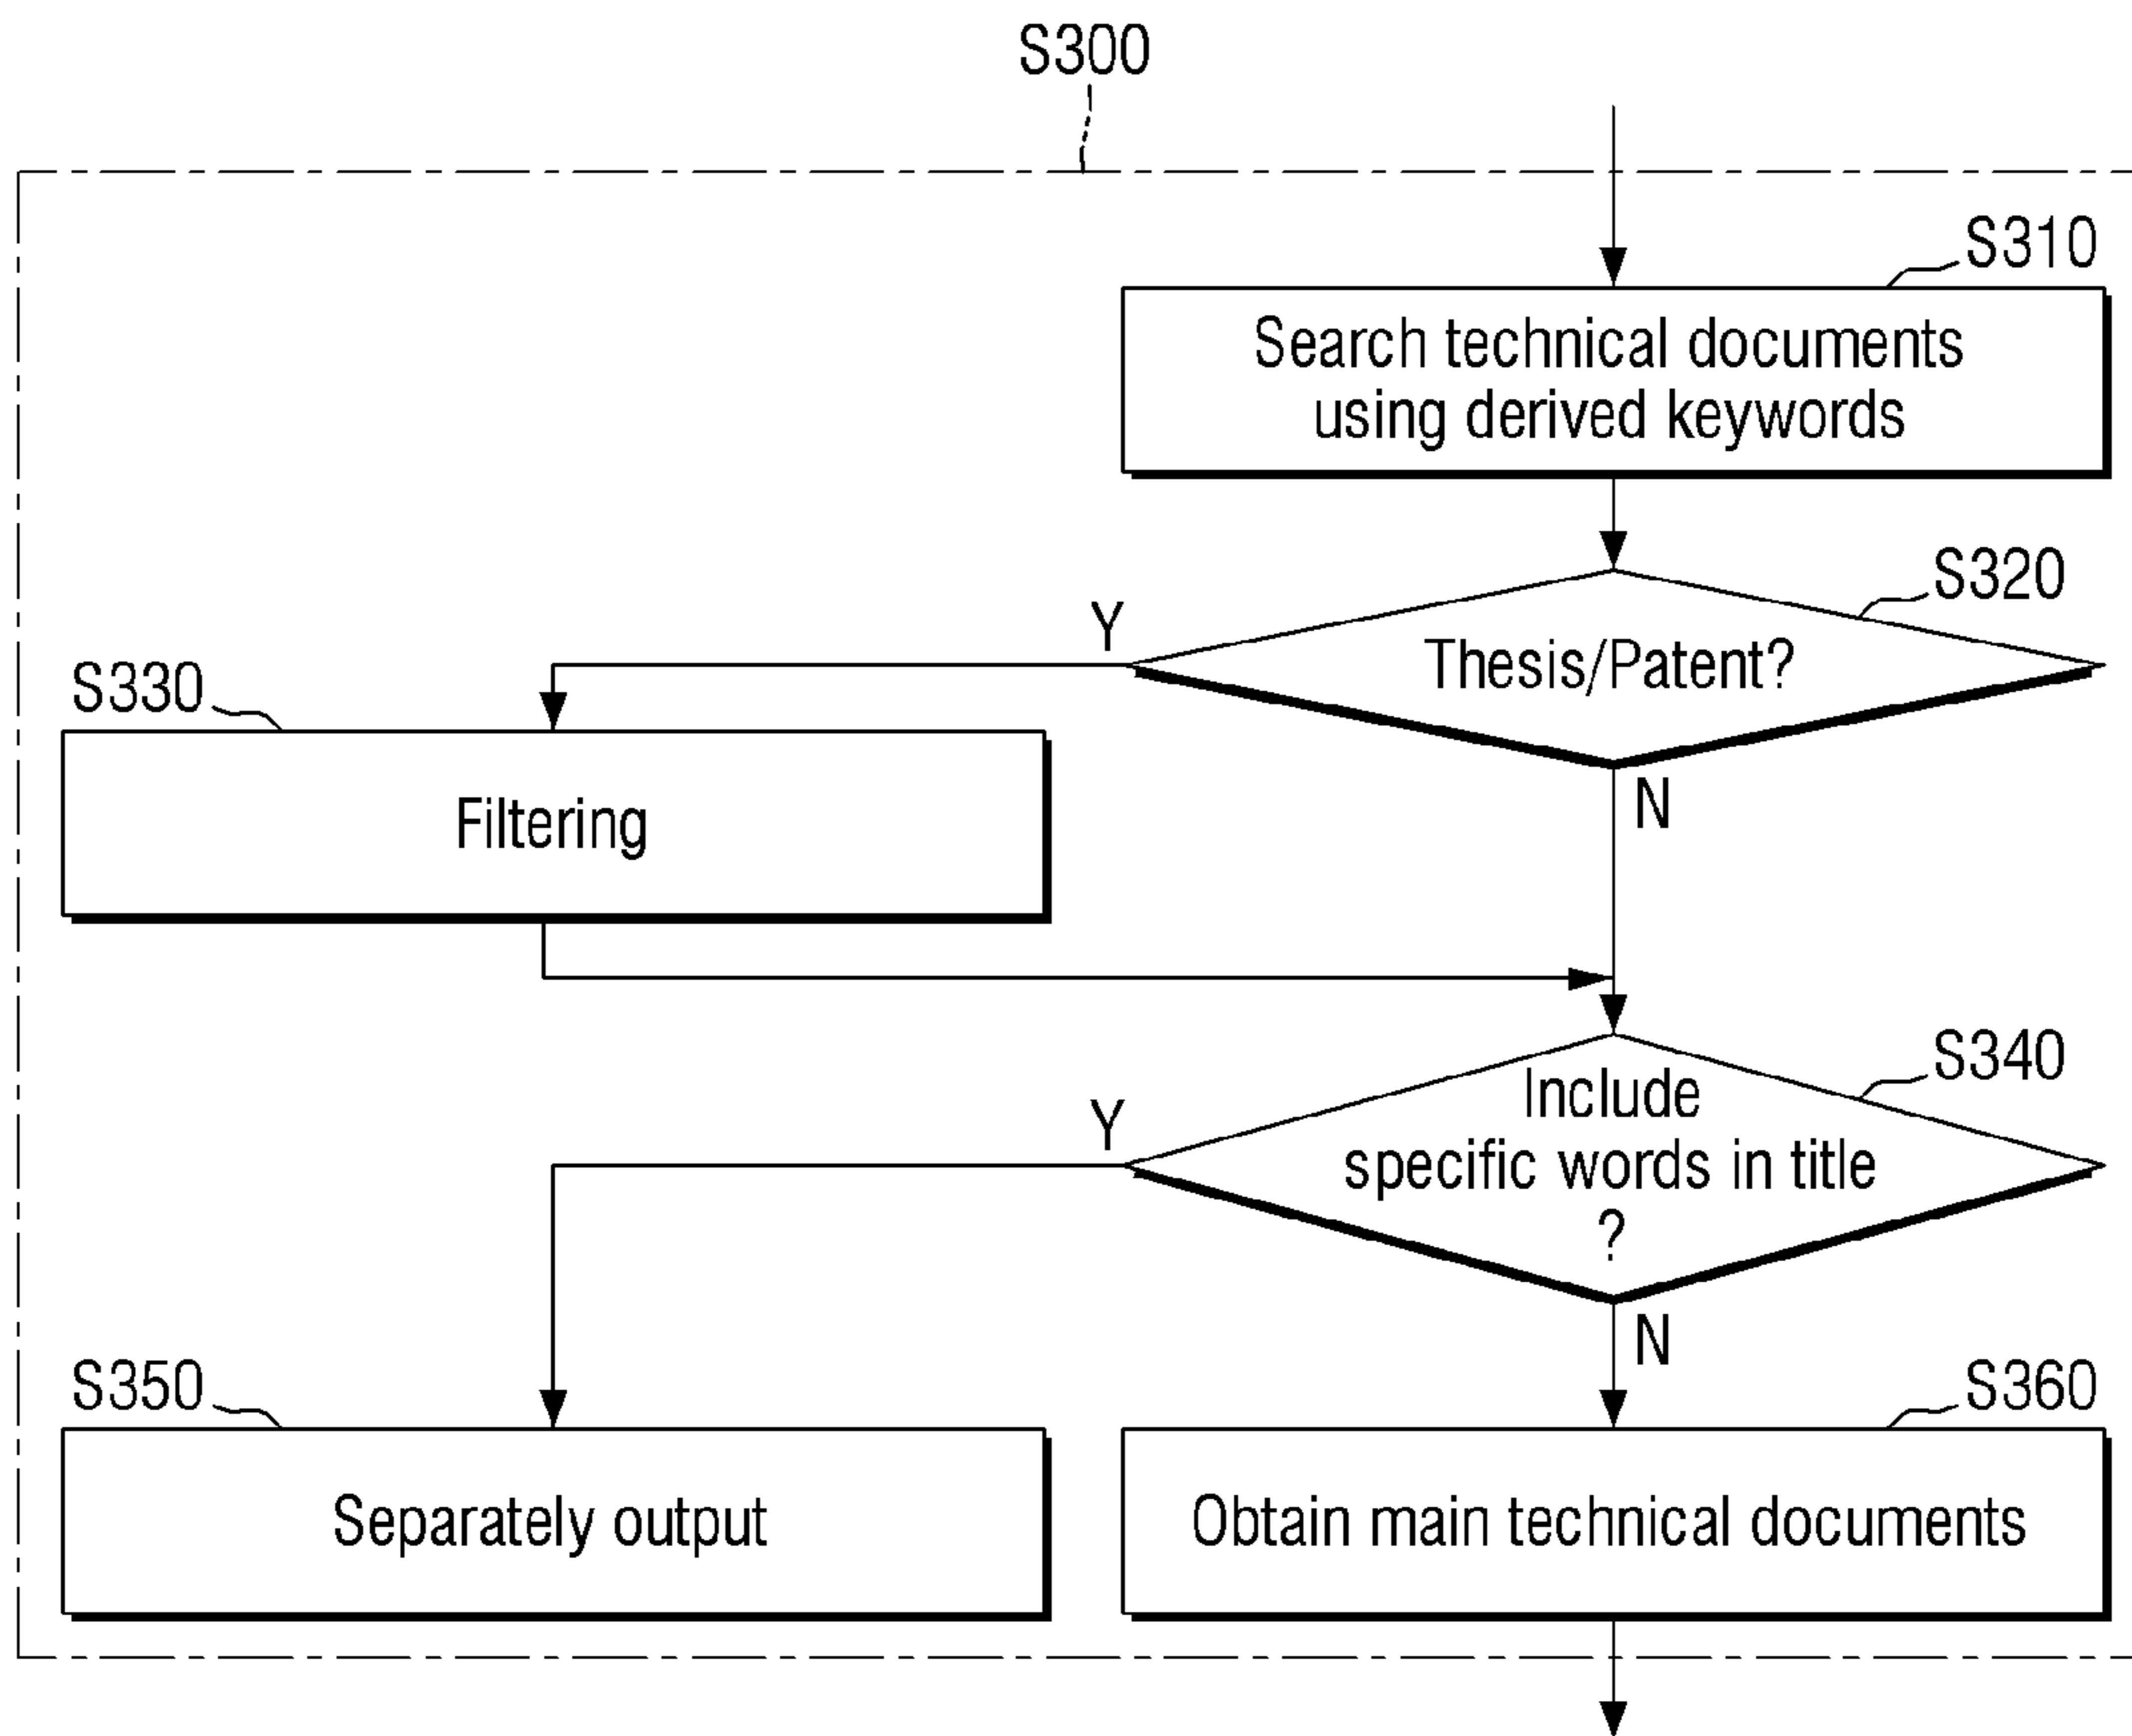 S300
S310
Search technical documents
using derived keywords
S320
Y
Thesis/Patent?
S330
N
Filtering
S340
Y
Include
specific words in title
?
N
S350
S360
Separately output
Obtain main technical documents